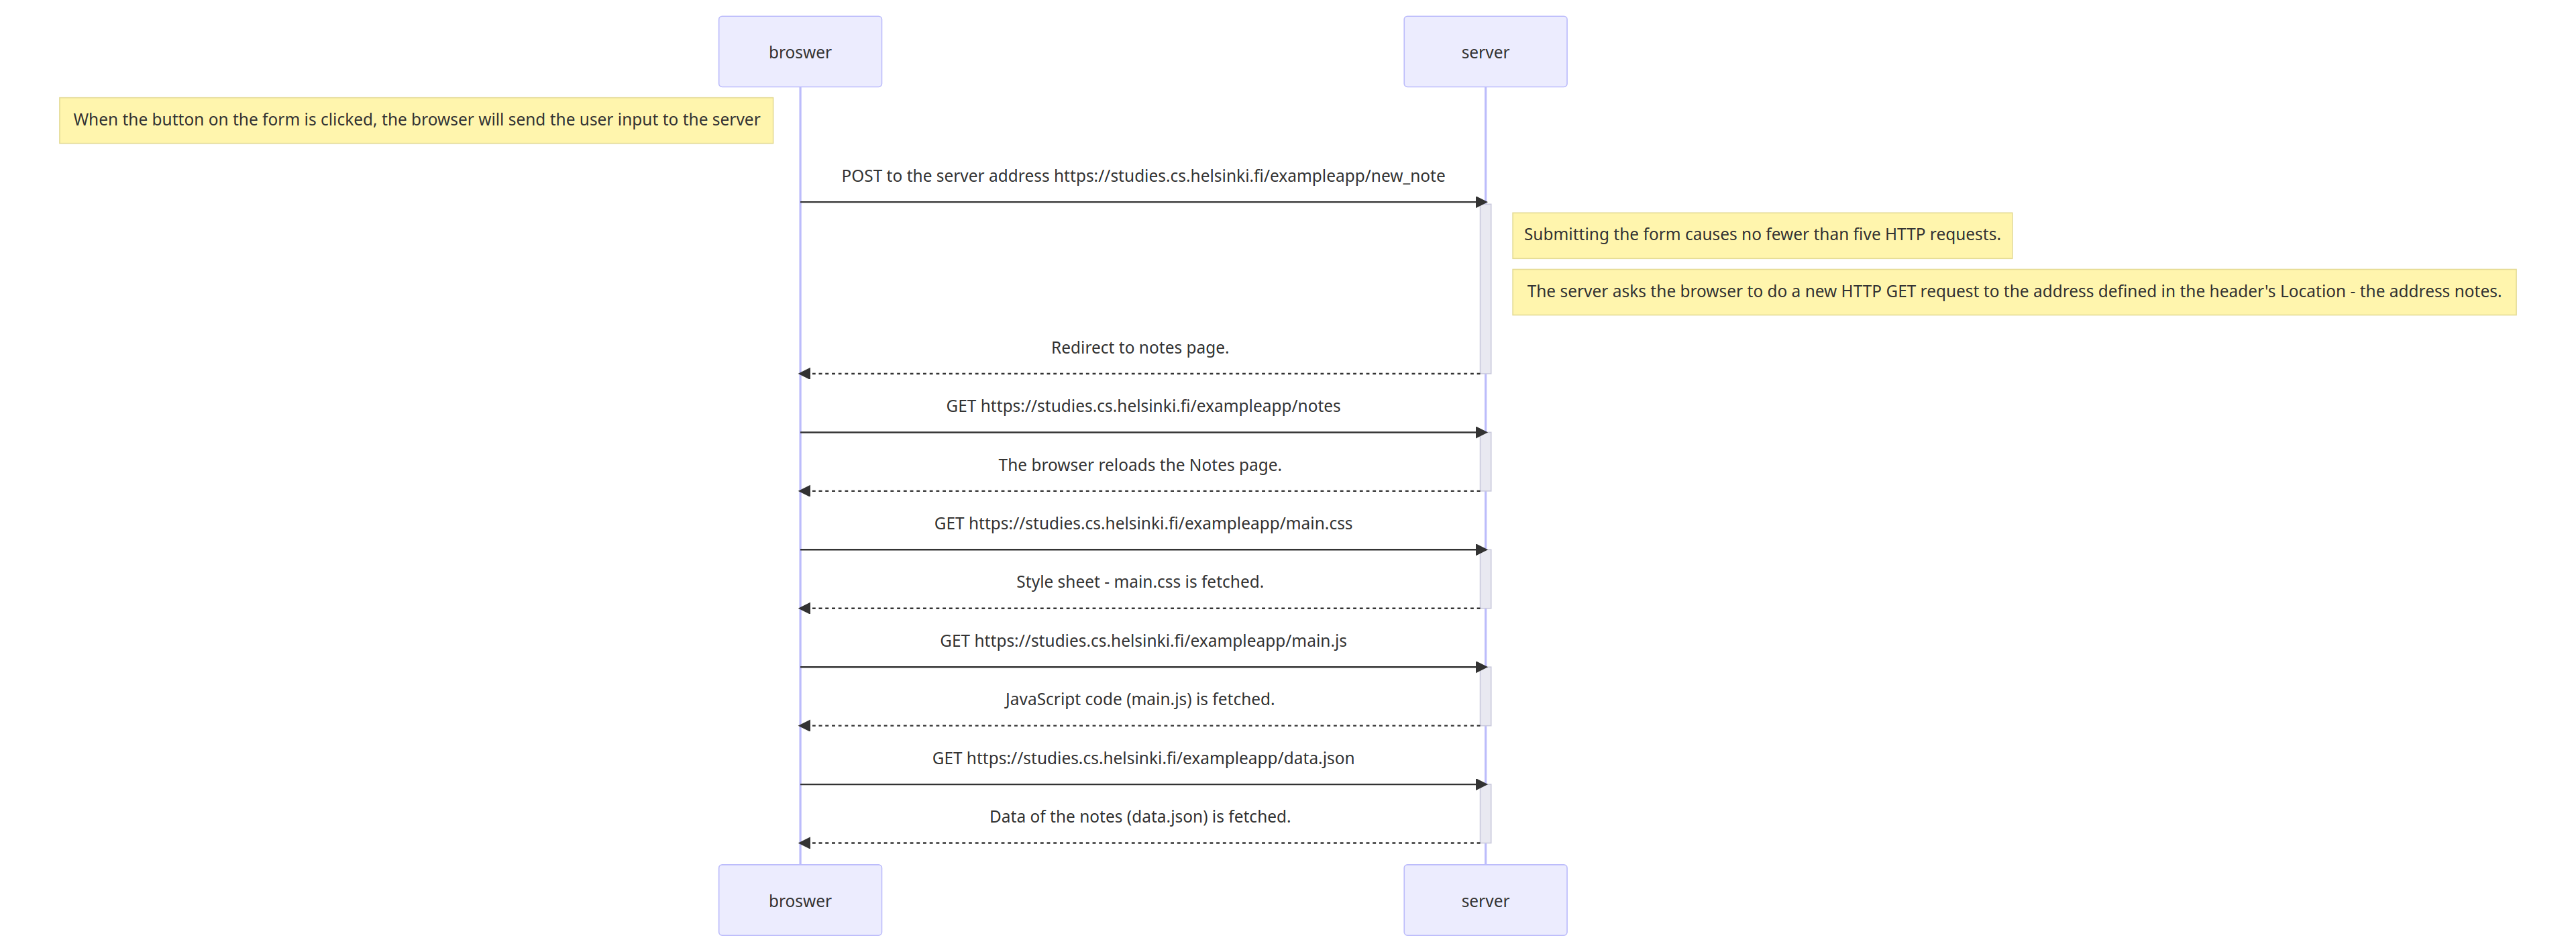 broswer
server
When the button on the form is clicked, the browser will send the user input to the server
POST to the server address https://studies.cs.helsinki.fi/exampleapp/new_note
Submitting the form causes no fewer than five HTTP requests.
The server asks the browser to do a new HTTP GET request to the address defined in the header's Location - the address notes.
Redirect to notes page.
GET https://studies.cs.helsinki.fi/exampleapp/notes
The browser reloads the Notes page.
GET https://studies.cs.helsinki.fi/exampleapp/main.css
Style sheet - main.css is fetched.
GET https://studies.cs.helsinki.fi/exampleapp/main.js
JavaScript code (main.js) is fetched.
GET https://studies.cs.helsinki.fi/exampleapp/data.json
Data of the notes (data.json) is fetched.
broswer
server